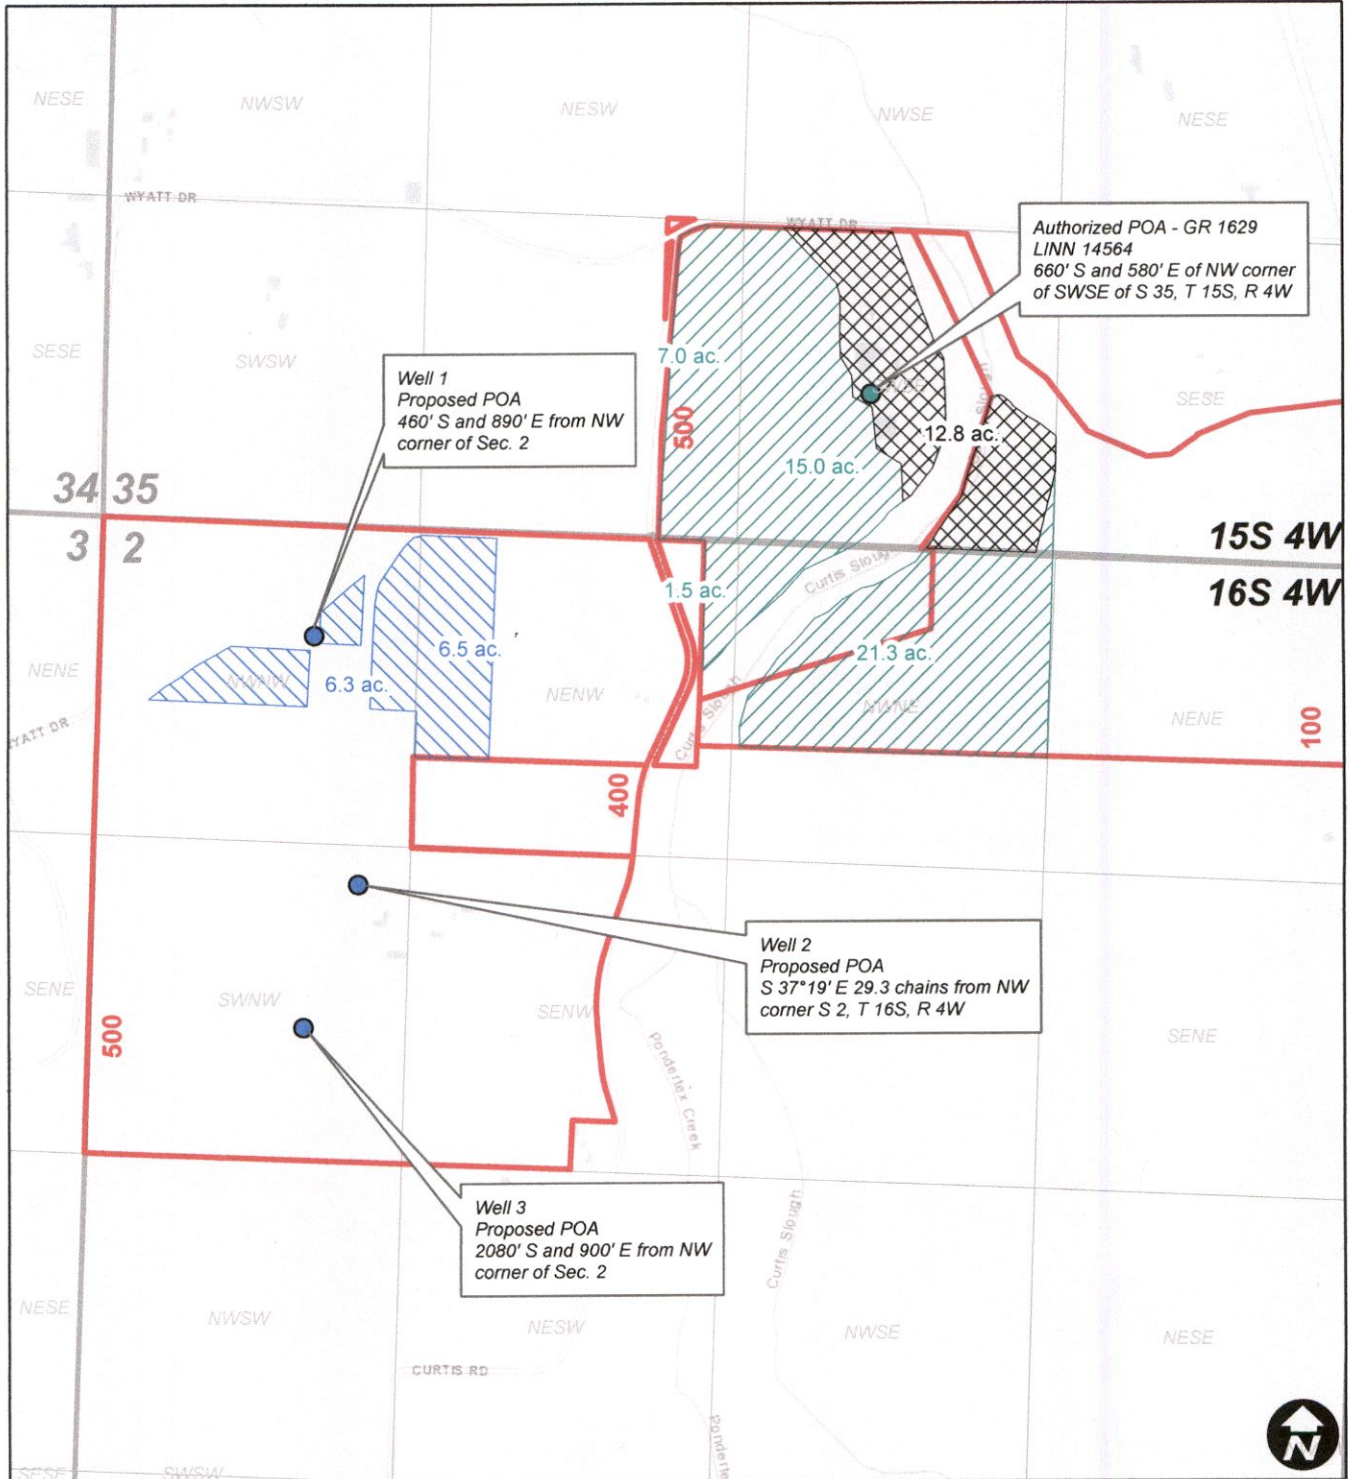 NESE
NWSW
NESW
NWSE
NESE
WYATT DR
WYATT DR
Authorized POA - GR 1629
LINN 14564
660' S and 580' E of NW corner
of SWSE of S 35, T 15S, R 4W
SESE
SWSW
7.0 ac.
Well 1
Proposed POA
460' S and 890' E from NW
corner of Sec. 2
SESE
500
12.8 ac.
15.0 ac.
34
35
3
2
15S 4W
16S 4W
Curtis Slough
1.5 ac.
6.5 ac.
21.3 ac.
NENE
NWNW
6.3 ac.
NENW
Curtis Slough
NWNE
NENE
100
400
Well 2
Proposed POA
S 37°19' E 29.3 chains from NW
corner S 2, T 16S, R 4W
SENE
SWNW
SENW
500
SENE
Pondertex Creek
Well 3
Proposed POA
2080' S and 900' E from NW
corner of Sec. 2
Curtis Slough
NESE
NWSW
NESW
NWSE
NESE
CURTIS RD
SESE
SWSW
N